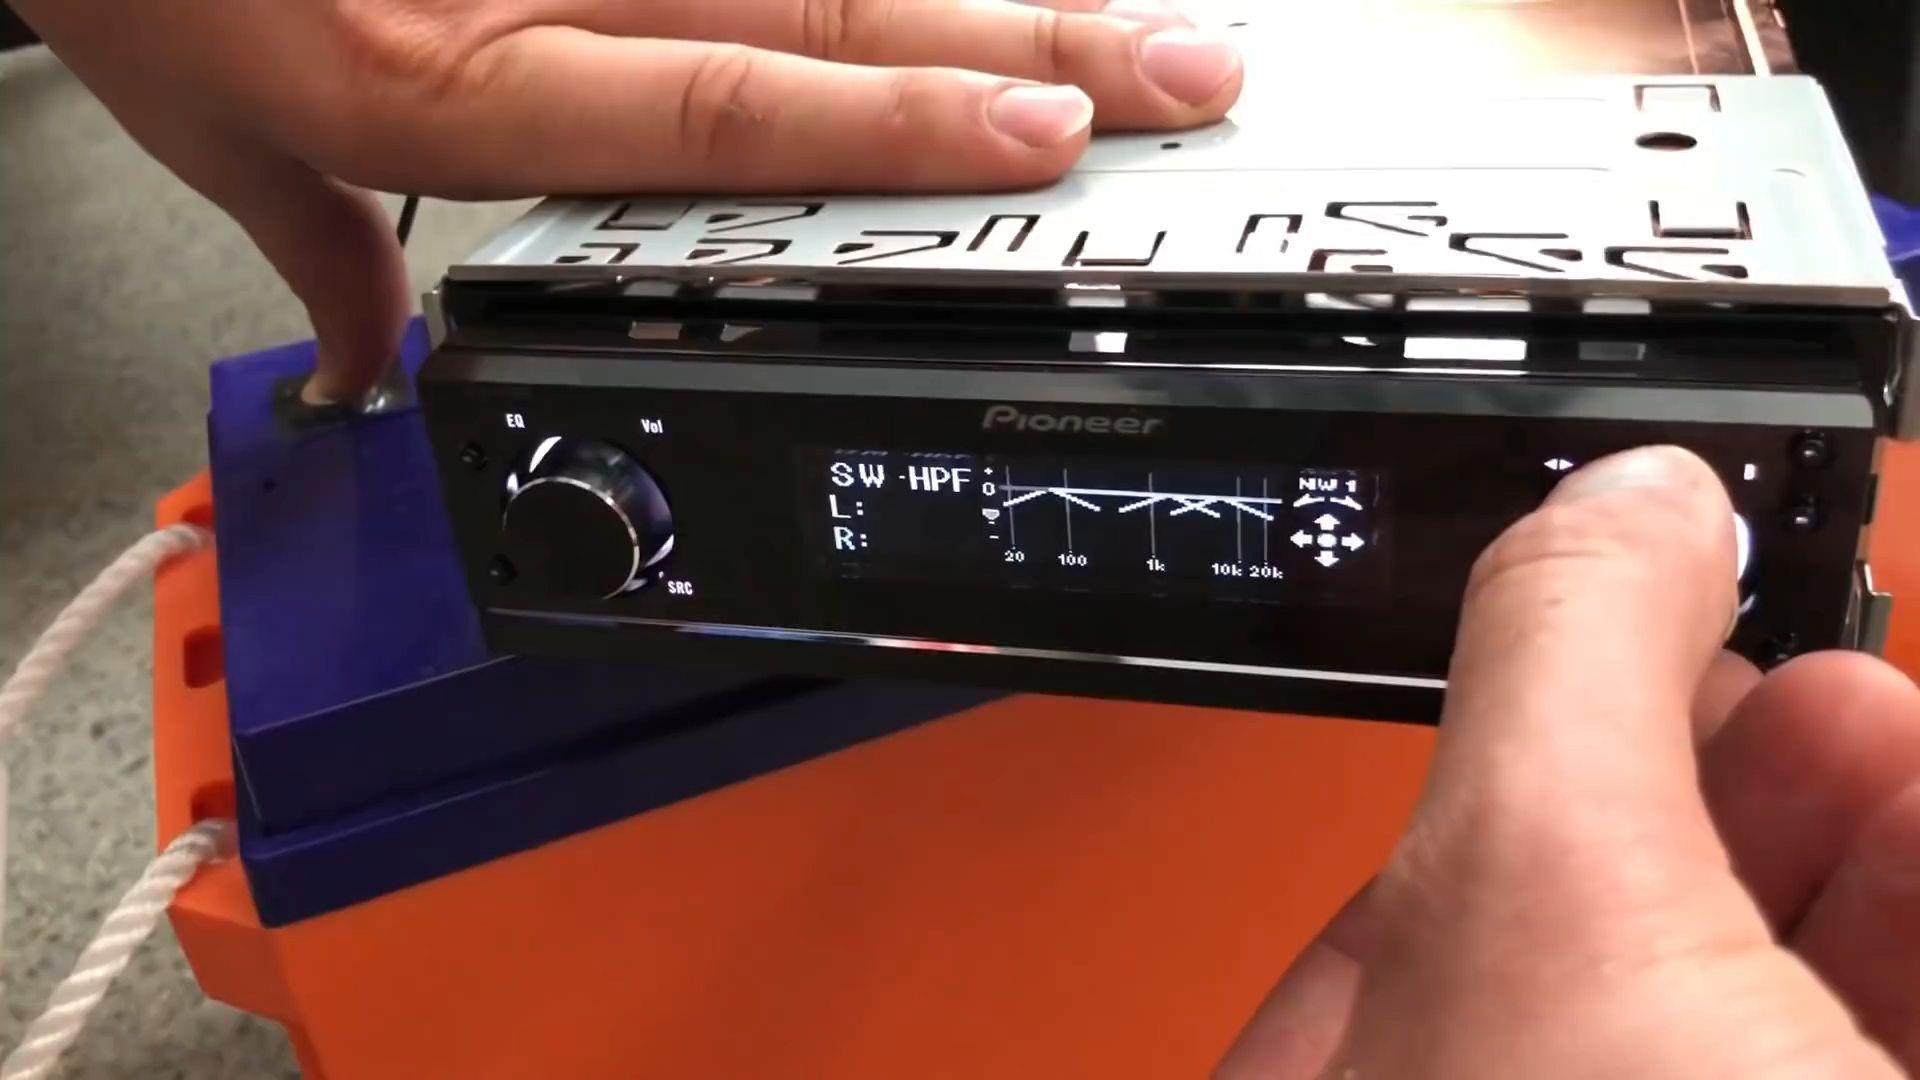 Pioneer
EQ
Vol
SRC
SW -HPF
L:
R:
+
0
-
20 100 1k 10k 20k
NW 1
B